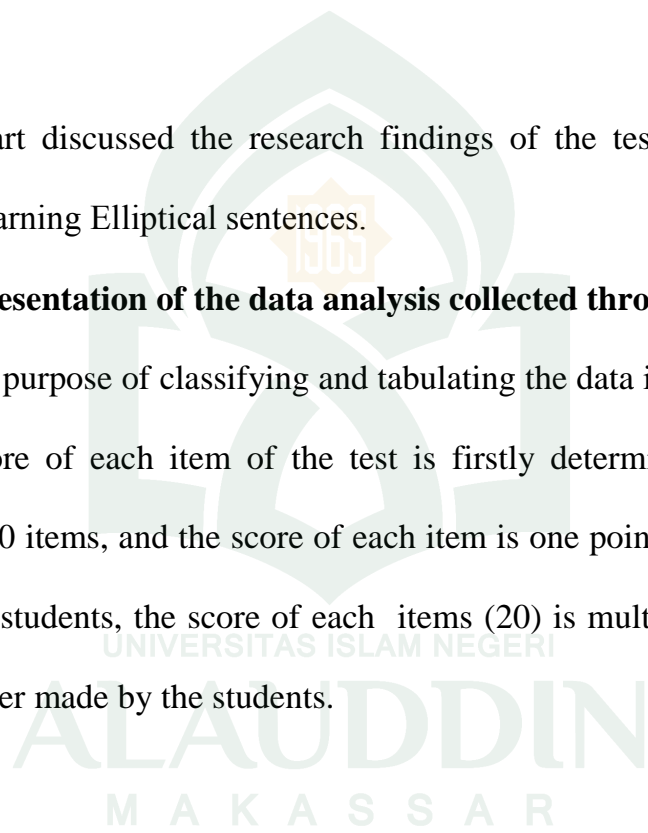 art discussed the research findings of the tes
arning Elliptical sentences.
1965
esentation of the data analysis collected thro
purpose of classifying and tabulating the data i
ore of each item of the test is firstly determi
0 items, and the score of each item is one poin
students, the score of each items (20) is mult
UNIVERSITAS ISLAM NEGERI
er made by the students.
ALAUDDIN
MAKASSAR